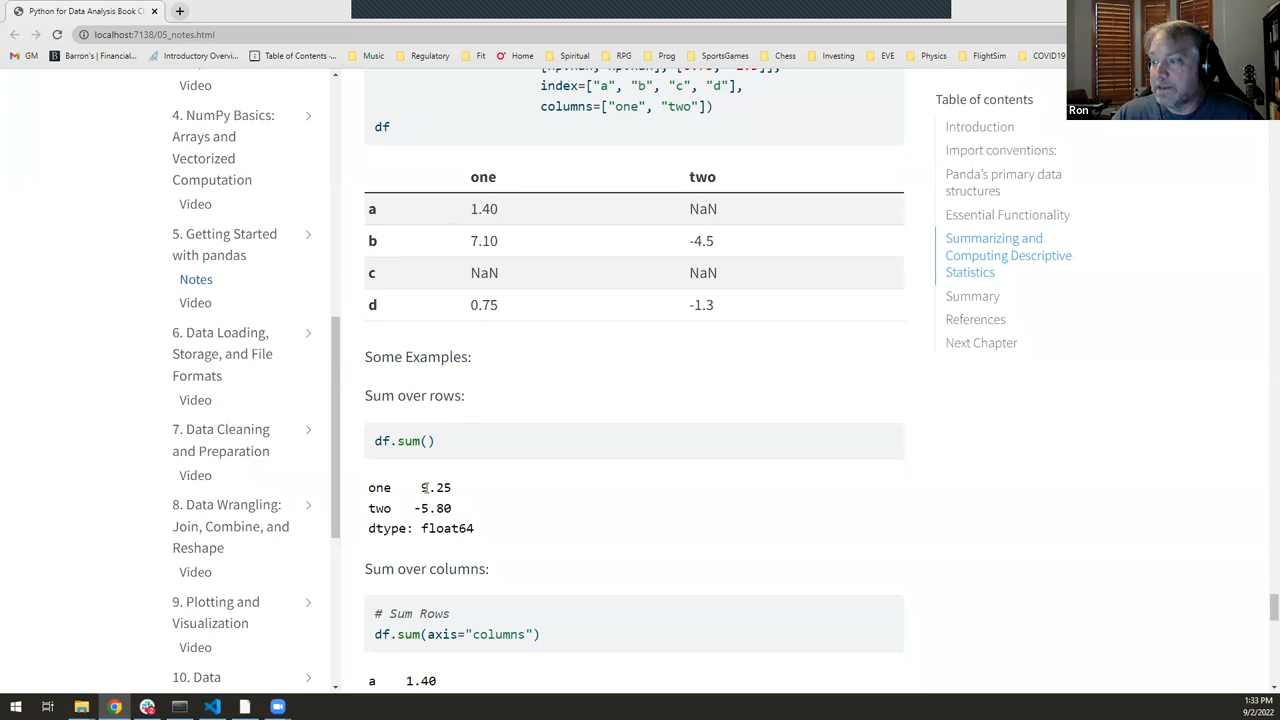 Python for Data Analysis Book Cl
localhost:7138/05_notes.html
GM
Barron's | Financial...
Introductory
Table of Contents...
Music
Oratory
Home
Spiritual
RPG
Political
SportsGames
Chess
EVE
Physics
FlightSim
COVID19
Ron
Video
4. NumPy Basics:
Arrays and
Vectorized
Computation
Video
5. Getting Started
with pandas
Notes
Video
6. Data Loading,
Storage, and File
Formats
Video
7. Data Cleaning
and Preparation
Video
8. Data Wrangling:
Join, Combine, and
Reshape
Video
9. Plotting and
Visualization
Video
10. Data
index=["a", "b", "c", "d"],
columns=["one", "two"])
df
one two
a 1.40 NaN
b 7.10 -4.5
c NaN NaN
d 0.75 -1.3
Some Examples:
Sum over rows:
df.sum()
one 9.25
two -5.80
dtype: float64
Sum over columns:
# Sum Rows
df.sum(axis="columns")
a 1.40
Table of contents
Introduction
Import conventions:
Panda's primary data
structures
Essential Functionality
Summarizing and
Computing Descriptive
Statistics
Summary
References
Next Chapter
1:33 PM
9/2/2022